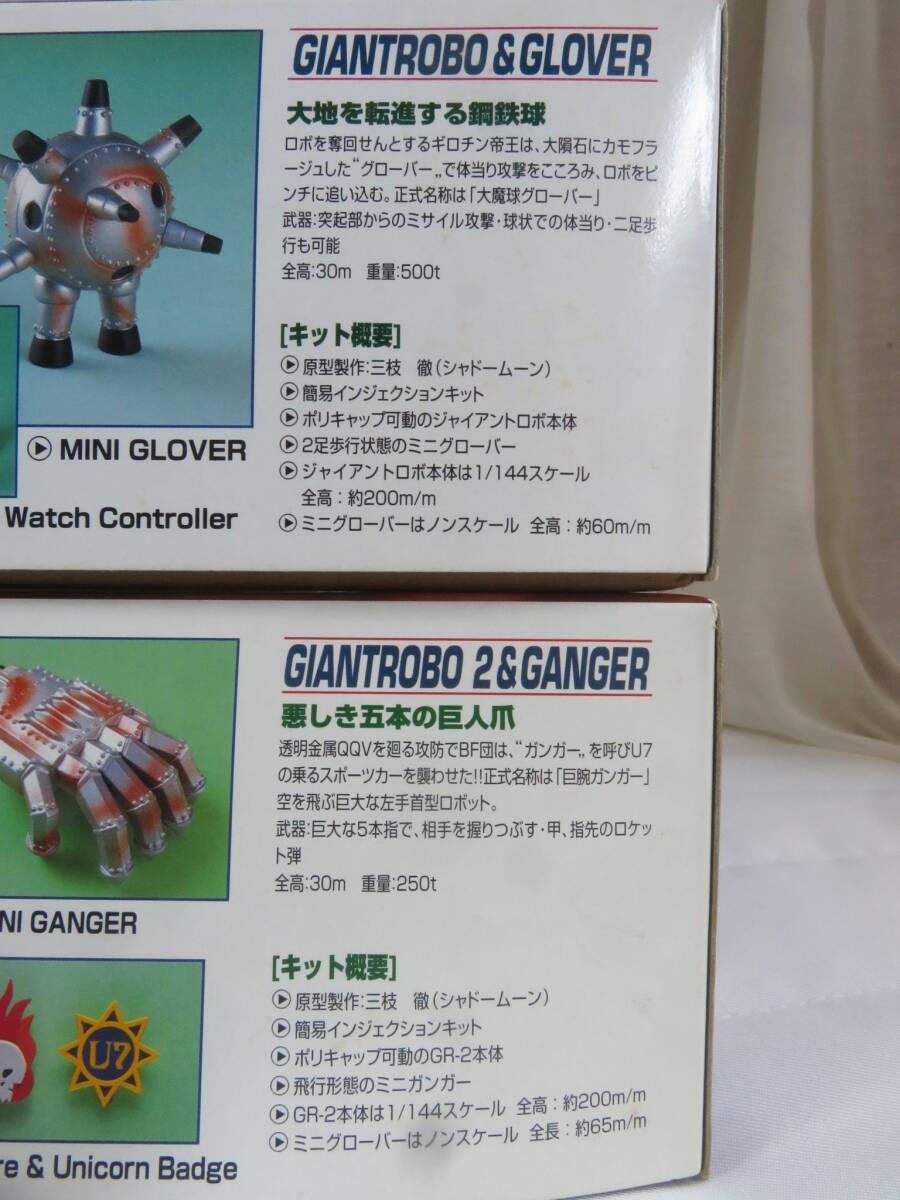 GIANTROBO & GLOVER
大地を転進する鋼鉄球
ロボを奪回せんとするギロチン帝王は、大隕石にカモフラ
ージュした“グローバー„で体当り攻撃をこころみ、ロボをピ
ンチに追い込む。正式名称は「大魔球グローバー」
武器:突起部からのミサイル攻撃・球状での体当り・二足歩
行も可能
全高:30m 重量:500t
[キット概要]
原型製作:三枝 徹(シャドームーン)
簡易インジェクションキット
ポリキャップ可動のジャイアントロボ本体
2足歩行状態のミニグローバー
ジャイアントロボ本体は1/144スケール
全高:約200m/m
ミニグローバーはノンスケール 全高:約60m/m
MINI GLOVER
Watch Controller
GIANTROBO 2 & GANGER
悪しき五本の巨人爪
透明金属QQVを廻る攻防でBF団は、“ガンガー„を呼びU7
の乗るスポーツカーを襲わせた!!正式名称は「巨腕ガンガー」
空を飛ぶ巨大な左手首型ロボット。
武器:巨大な5本指で、相手を握りつぶす・甲、指先のロケッ
ト弾
全高:30m 重量:250t
[キット概要]
原型製作:三枝 徹(シャドームーン)
簡易インジェクションキット
ポリキャップ可動のGR-2本体
飛行形態のミニガンガー
GR-2本体は1/144スケール 全高:約200m/m
ミニグローバーはノンスケール 全長:約65m/m
NI GANGER
U7
re & Unicorn Badge